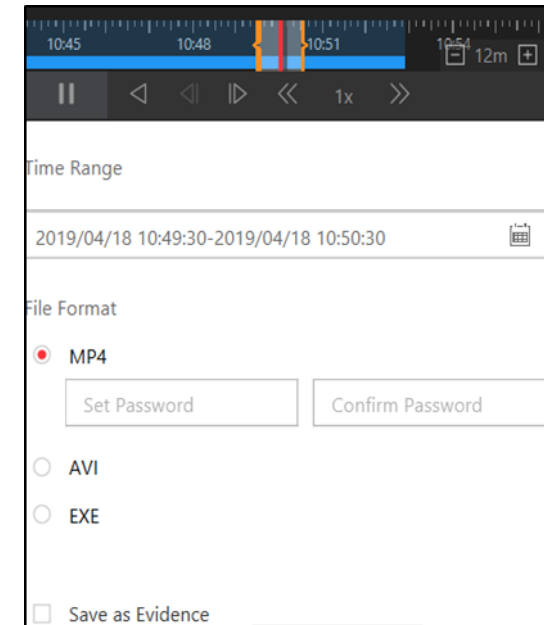 10:45 10:48 10:51 10:54 12m
1x
Time Range
2019/04/18 10:49:30-2019/04/18 10:50:30
File Format
MP4
Set Password Confirm Password
AVI
EXE
Save as Evidence